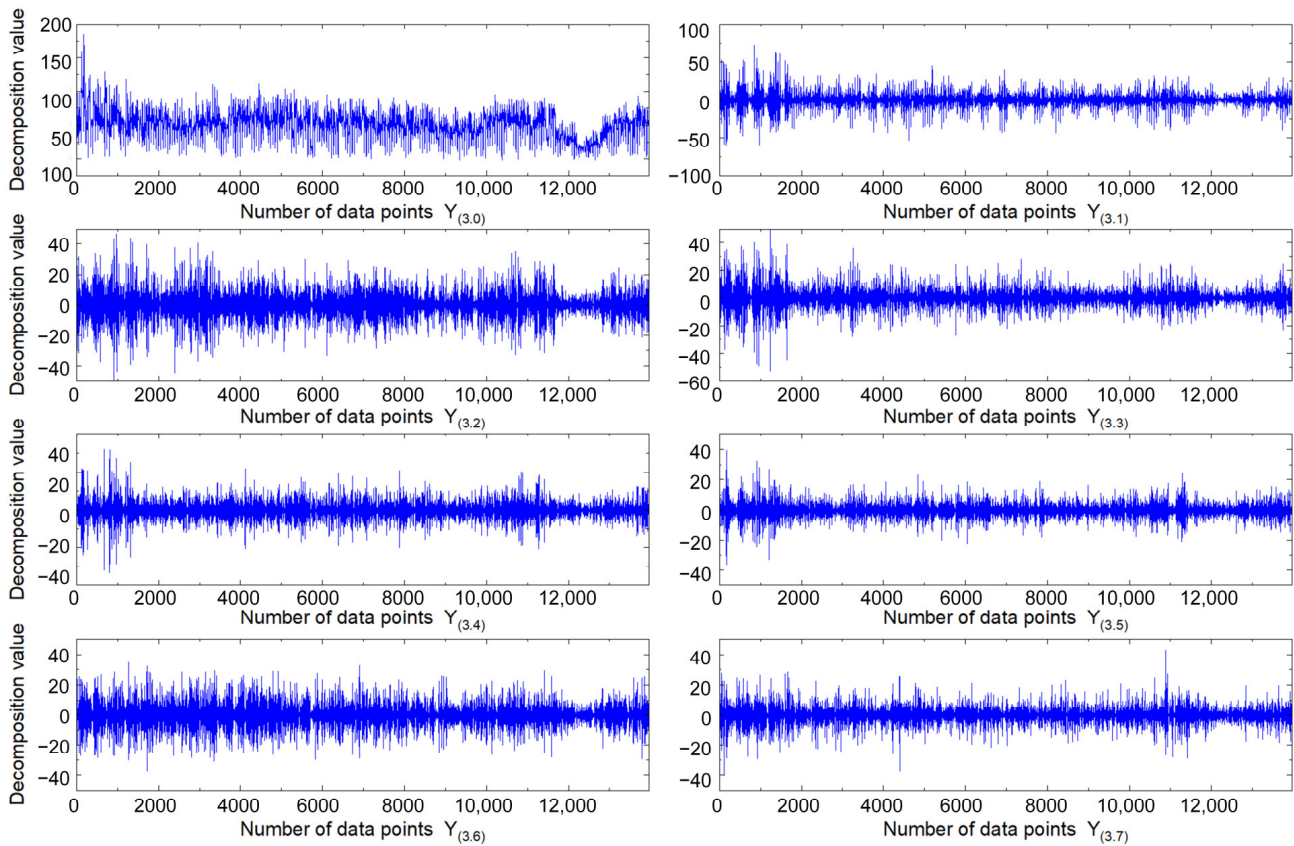 Decomposition value
200
150
100
50
100
0 2000 4000 6000 8000 10,000 12,000
Number of data points Y(3.0)
100
50
0
−50
−100
0 2000 4000 6000 8000 10,000 12,000
Number of data points Y(3.1)
Decomposition value
40
20
0
−20
−40
0 2000 4000 6000 8000 10,000 12,000
Number of data points Y(3.2)
40
20
0
−20
−40
−60
0 2000 4000 6000 8000 10,000 12,000
Number of data points Y(3.3)
Decomposition value
40
20
0
−20
−40
0 2000 4000 6000 8000 10,000 12,000
Number of data points Y(3.4)
40
20
0
−20
−40
0 2000 4000 6000 8000 10,000 12,000
Number of data points Y(3.5)
Decomposition value
40
20
0
−20
−40
0 2000 4000 6000 8000 10,000 12,000
Number of data points Y(3.6)
40
20
0
−20
−40
0 2000 4000 6000 8000 10,000 12,000
Number of data points Y(3.7)